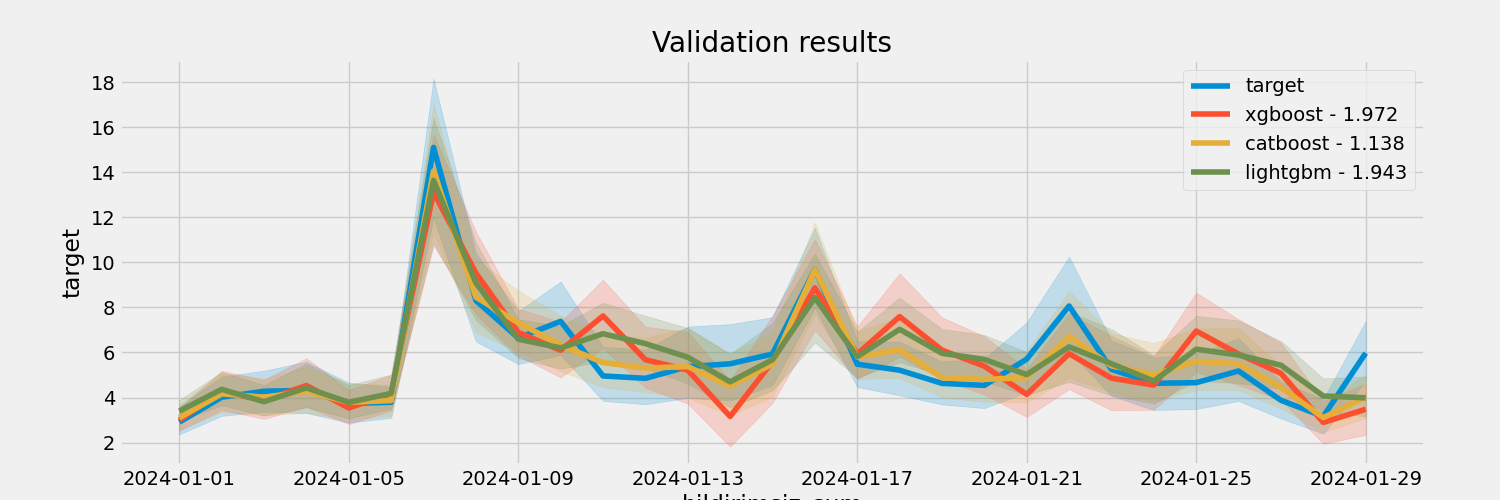 Validation results
target
18
16
14
12
10
8
6
4
2
target
xgboost - 1.972
catboost - 1.138
lightgbm - 1.943
2024-01-01 2024-01-05 2024-01-09 2024-01-13 2024-01-17 2024-01-21 2024-01-25 2024-01-29